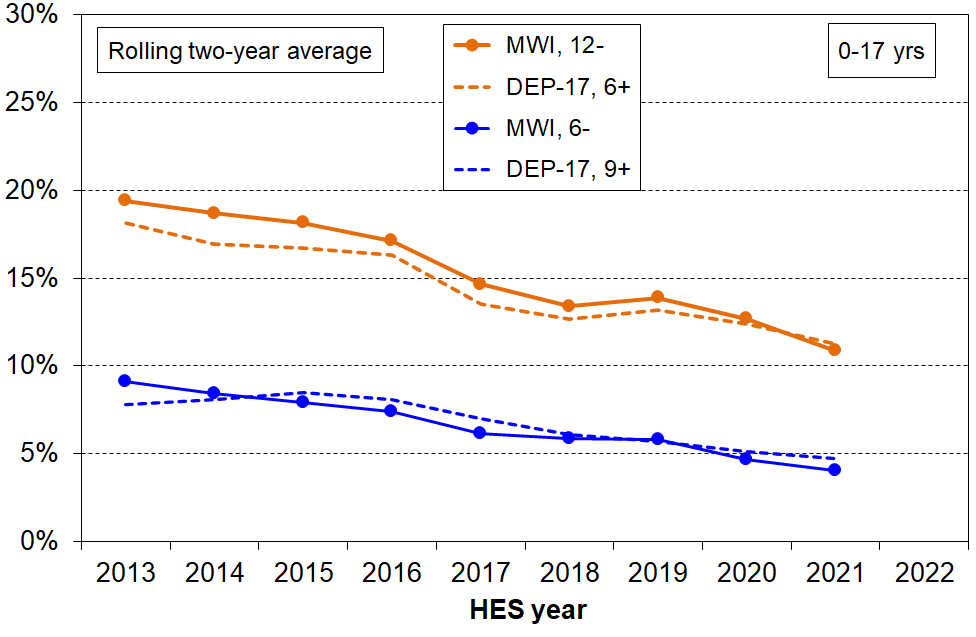 30%
25%
20%
15%
10%
5%
0%
Rolling two-year average
MWI, 12-
DEP-17, 6+
MWI, 6-
DEP-17, 9+
0-17 yrs
2013 2014 2015 2016 2017 2018 2019 2020 2021 2022
HES year